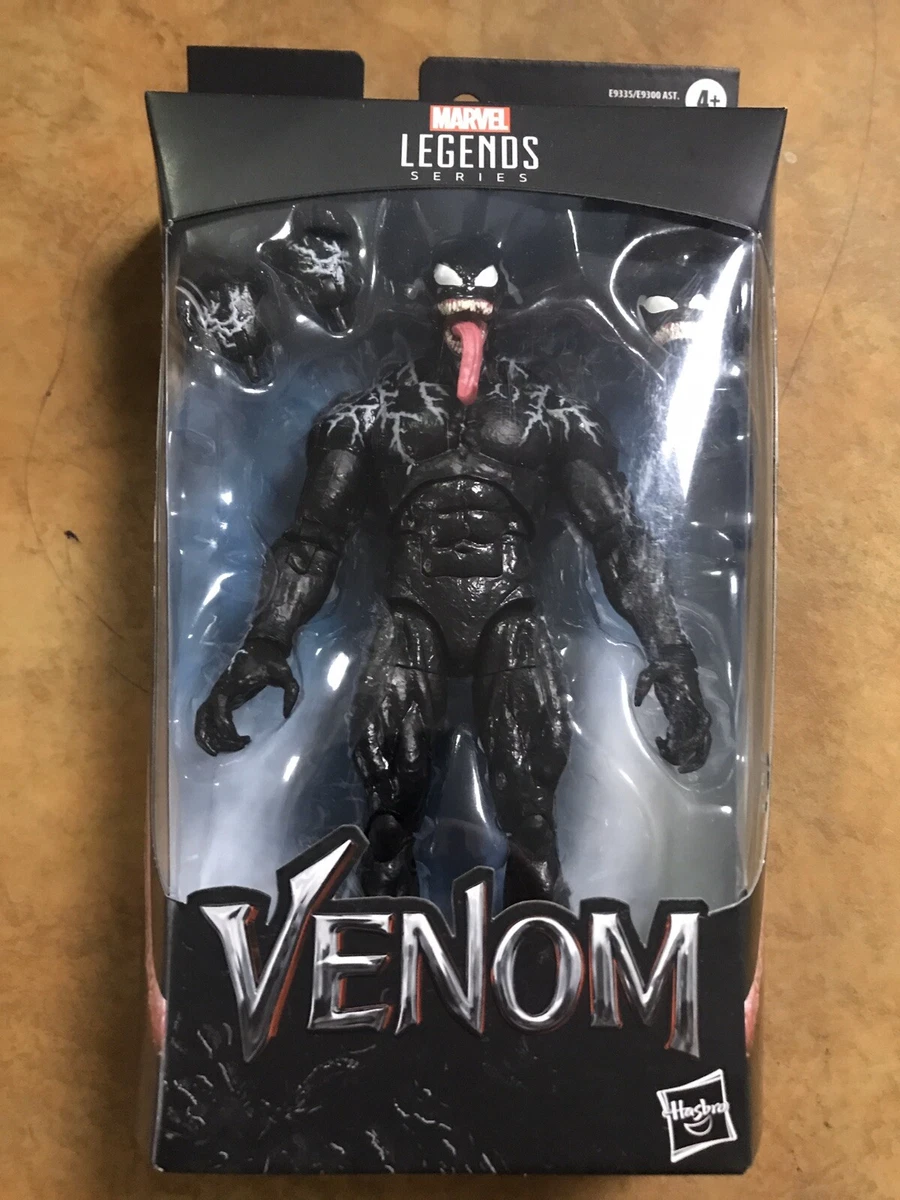 E9335/E9300 AST.
4+
MARVEL
LEGENDS
SERIES
VENOM
Hasbro